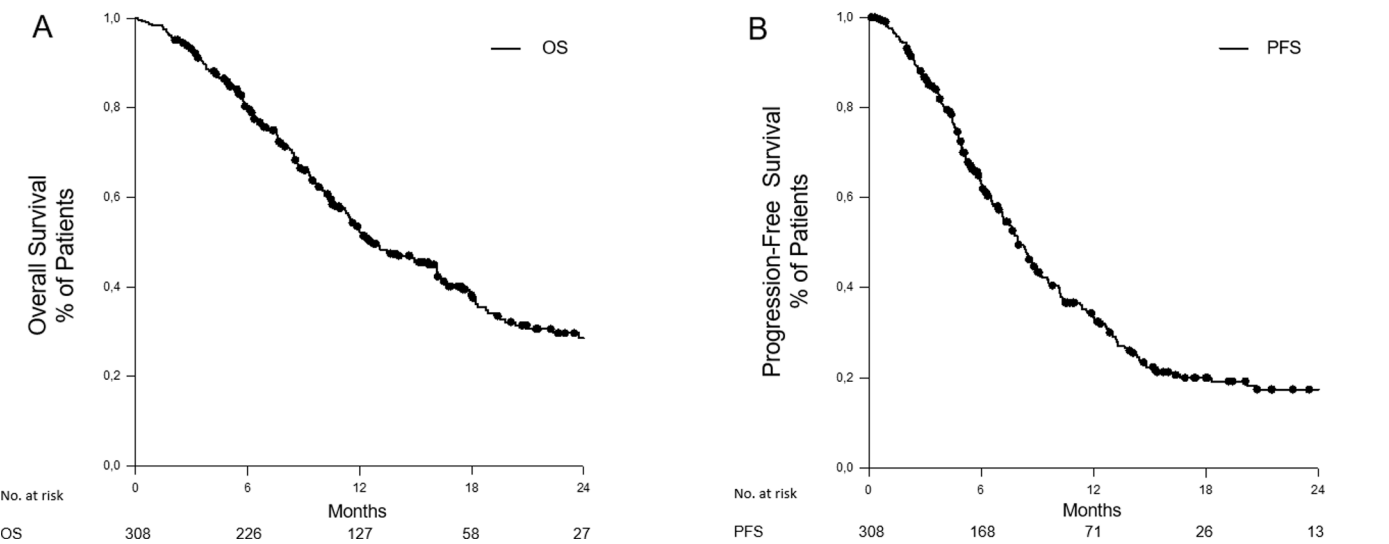 A
OS
1,0
0,8
0,6
0,4
0,2
0,0
Overall Survival
% of Patients
0 6 12 18 24
Months
No. at risk
OS 308 226 127 58 27
B
PFS
1,0
0,8
0,6
0,4
0,2
0,0
Progression-Free Survival
% of Patients
0 6 12 18 24
Months
No. at risk
PFS 308 168 71 26 13